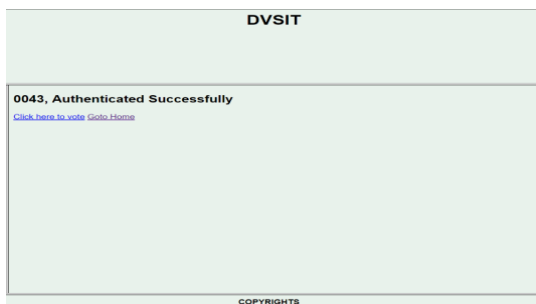 DVSIT
0043, Authenticated Successfully
Click here to vote Goto Home
COPYRIGHTS